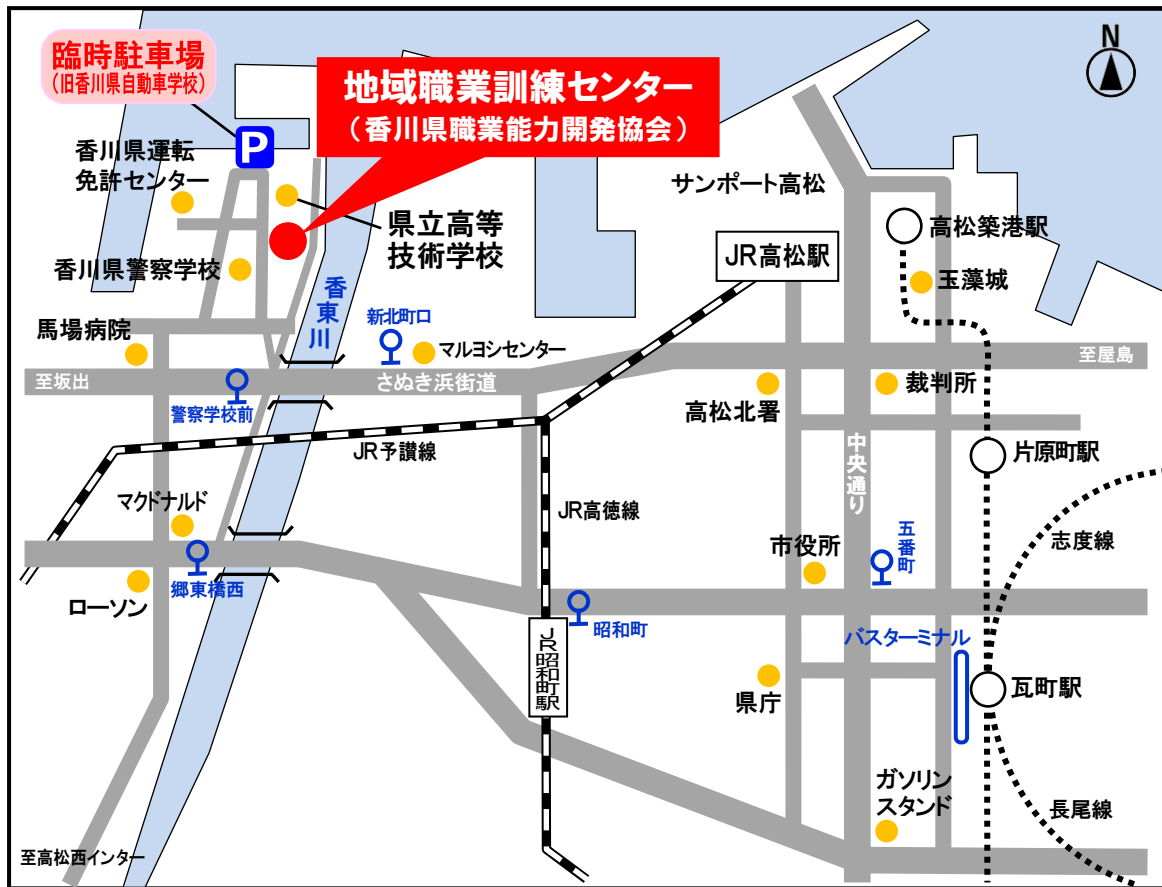 臨時駐車場
(旧香川県自動車学校)
地域職業訓練センター
（香川県職業能力開発協会）
N
P
香川県運転
免許センター
県立高等
技術学校
サンポート高松
高松築港駅
JR高松駅
玉藻城
香川県警察学校
香東川
新北町口
マルヨシセンター
馬場病院
至坂出
さぬき浜街道
至屋島
警察学校前
高松北署
裁判所
JR予讃線
中央通り
片原町駅
マクドナルド
JR高徳線
五番町
志度線
市役所
郷東橋西
ローソン
昭和町
バスターミナル
JR昭和町駅
県庁
瓦町駅
ガソリン
スタンド
長尾線
至高松西インター